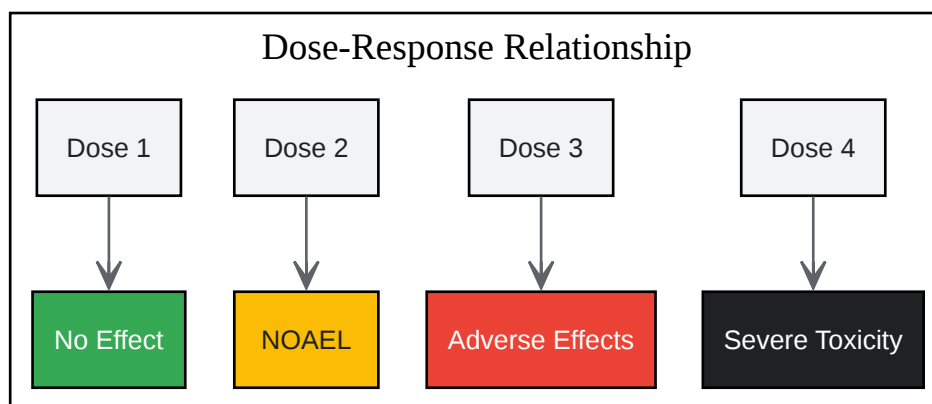 Dose-Response Relationship
Dose 1
Dose 2
Dose 3
Dose 4
No Effect
NOAEL
Adverse Effects
Severe Toxicity